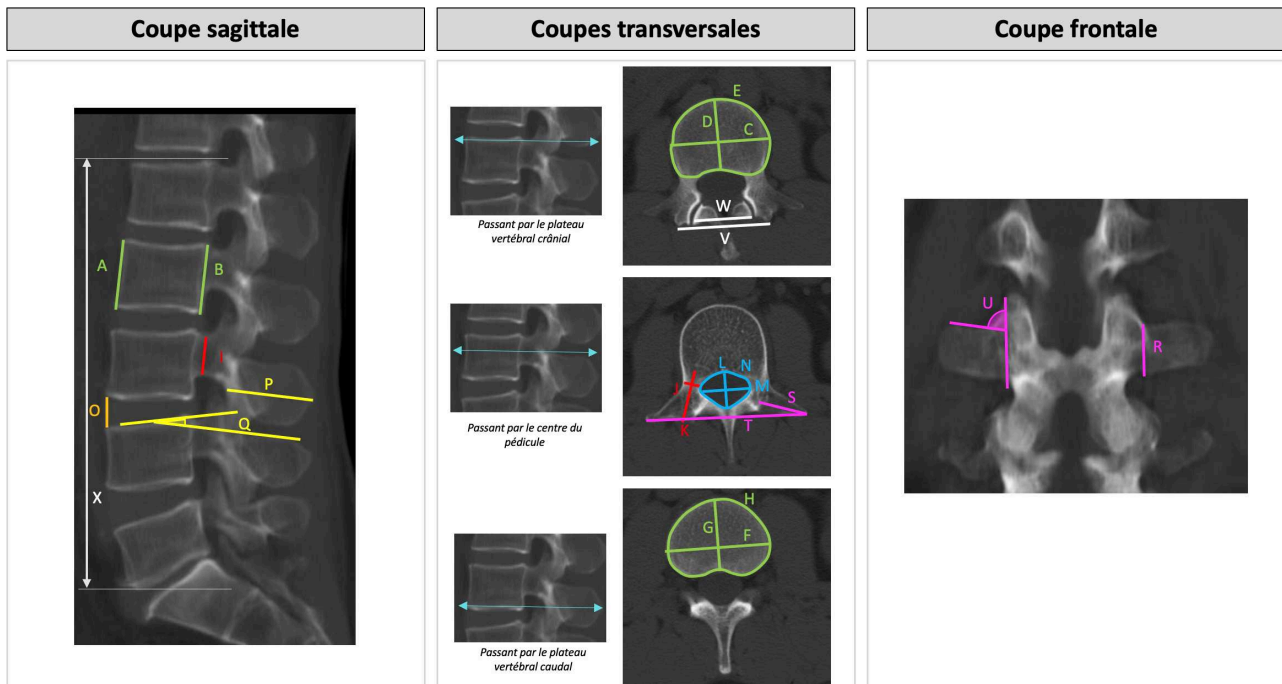 Coupe sagittale
A
B
I
P
O
Q
X
Coupes transversales
Passant par le plateau
vertébral crânial
E
D
C
W
V
Passant par le centre du
pédicule
L
N
J
M
S
K
T
Passant par le plateau
vertébral caudal
H
G
F
Coupe frontale
U
R